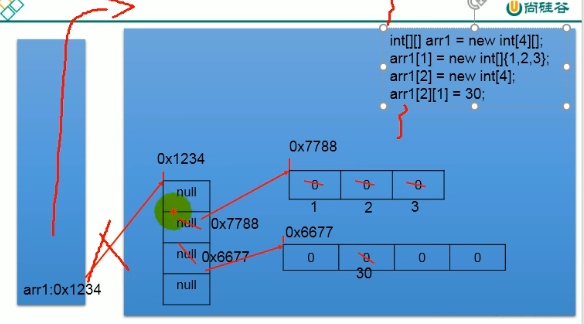 尚硅谷
int[][] arr1 = new int[4][];
arr1[1] = new int[]{1,2,3};
arr1[2] = new int[4];
arr1[2][1] = 30;
0x7788
0x1234
null
0 0 0
1 2 3
null 0x7788
0x6677
null 0x6677
0 0 0 0
30
null
arr1:0x1234